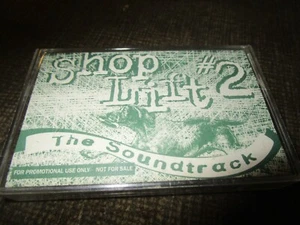 shop #2
Lift
The Soundtrack
FOR PROMOTIONAL USE ONLY NOT FOR SALE